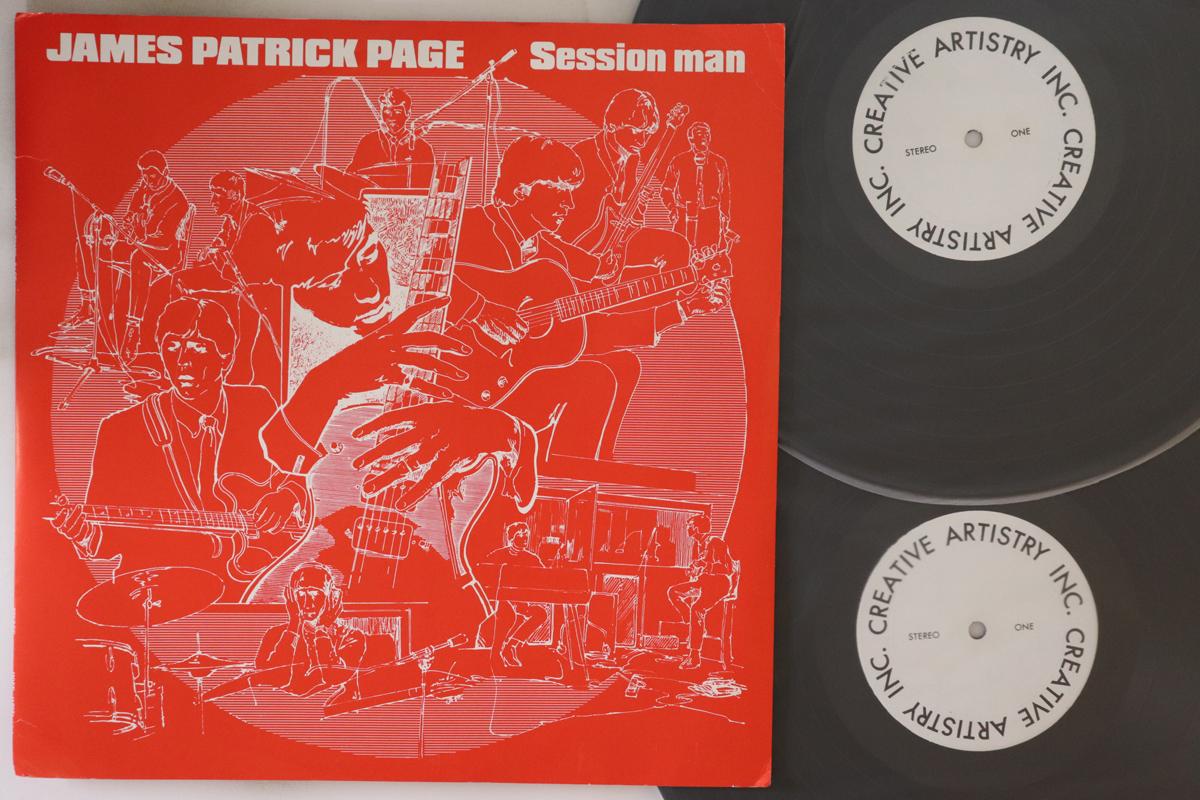 JAMES PATRICK PAGE Session man
CREATIVE ARTISTRY INC. CREATIVE ARTISTRY INC.
STEREO ONE
CREATIVE ARTISTRY INC. CREATIVE ARTISTRY INC.
STEREO ONE